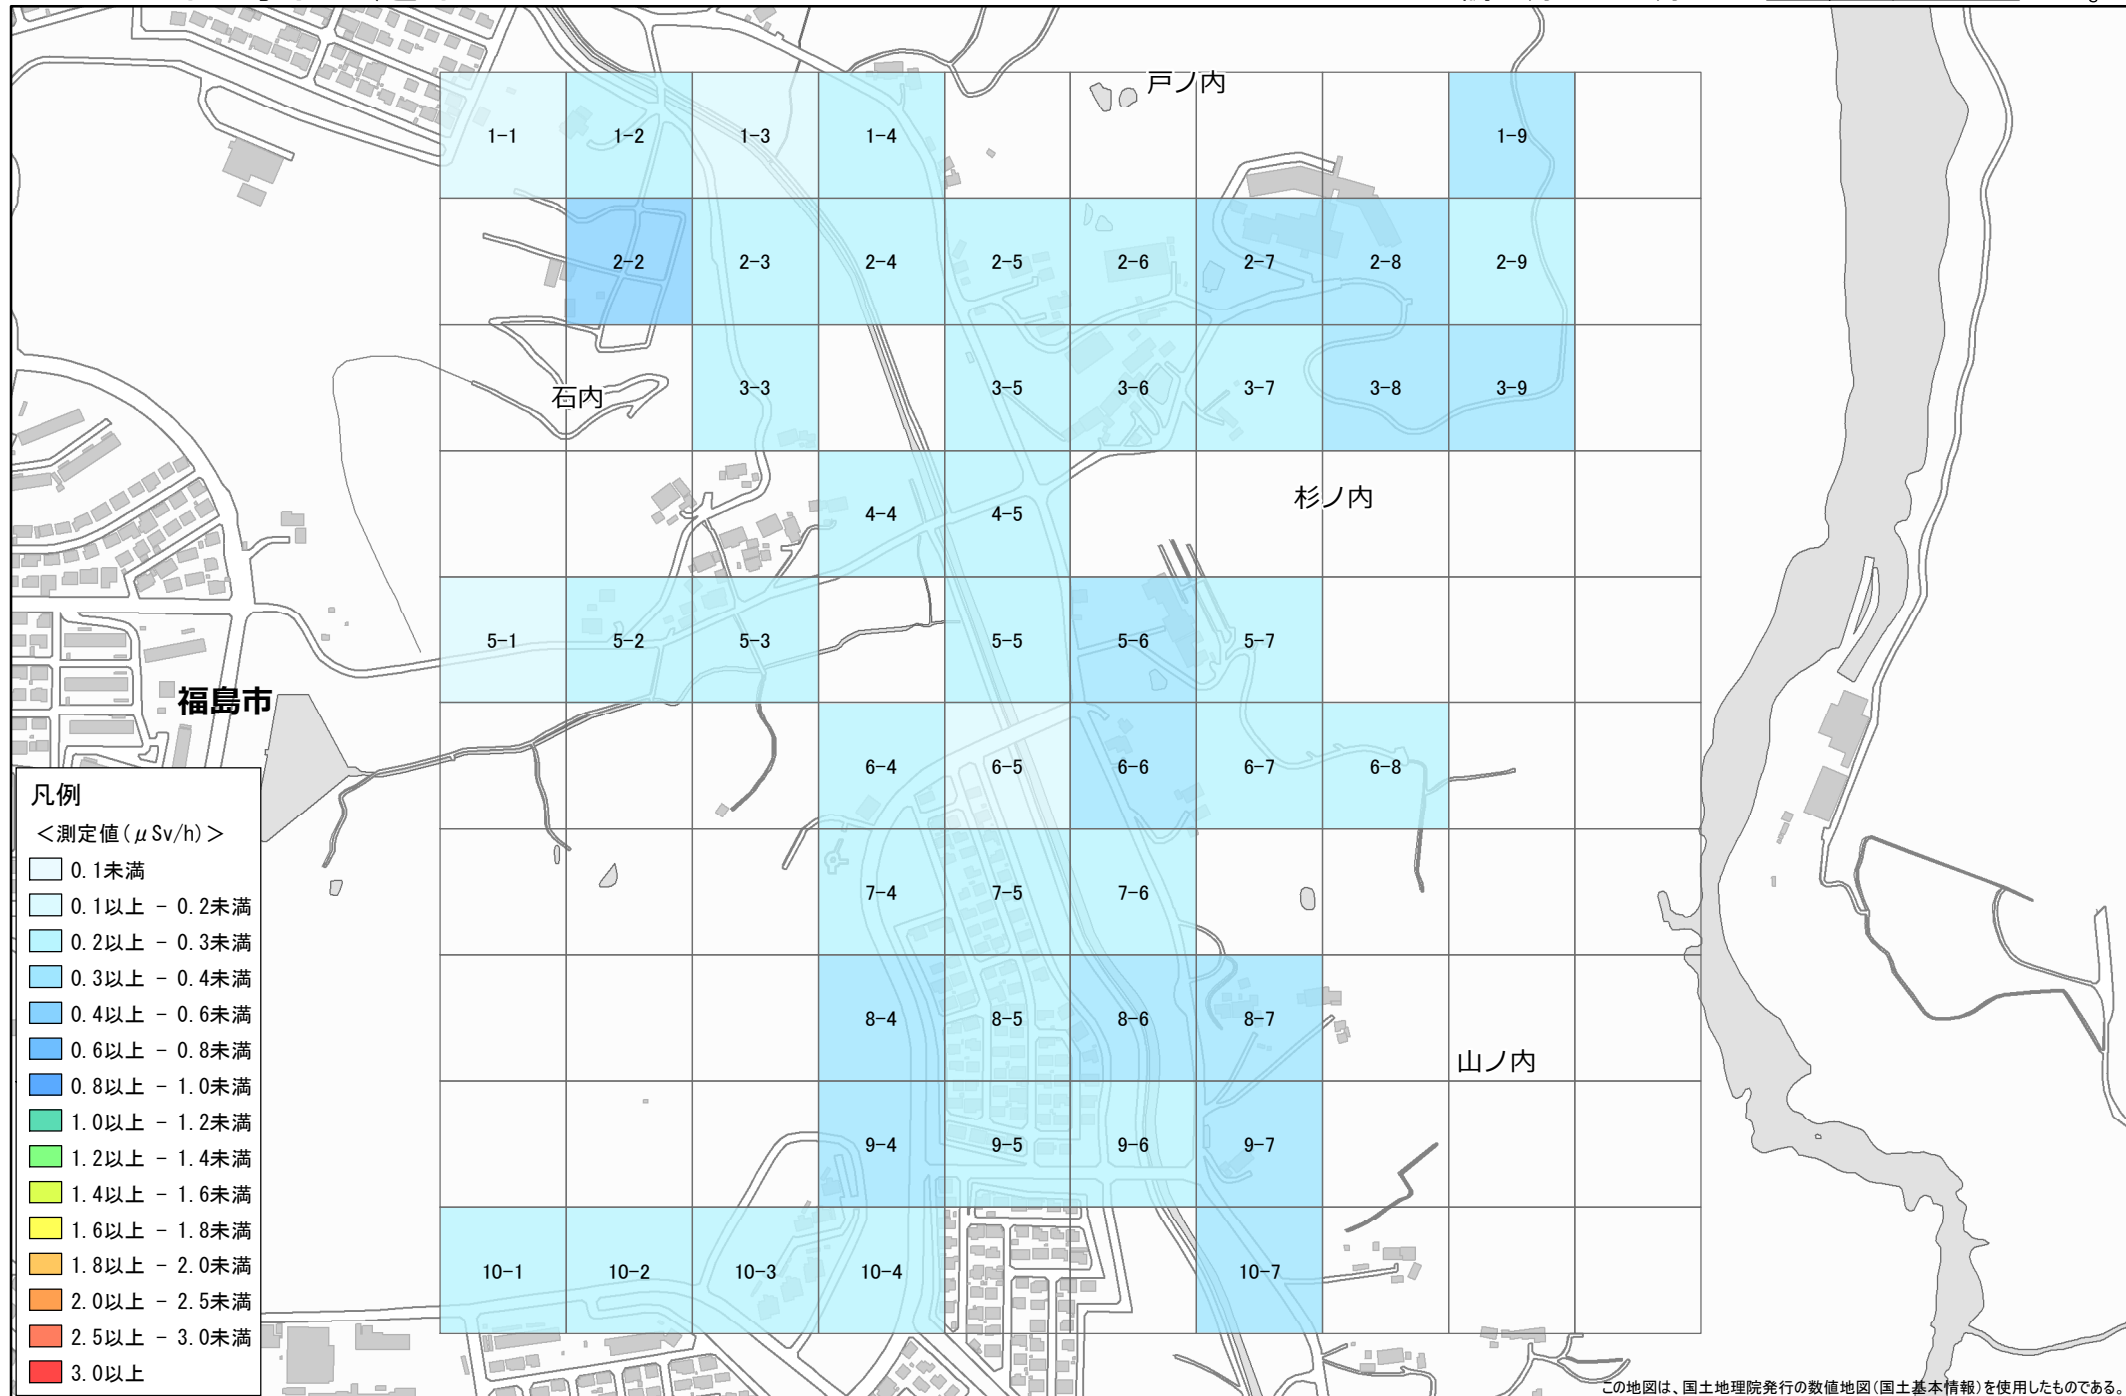 戸ノ内
1-1 1-2 1-3 1-4 1-9
2-2 2-3 2-4 2-5 2-6 2-7 2-8 2-9
3-3 3-5 3-6 3-7 3-8 3-9
石内
杉ノ内
4-4 4-5
5-1 5-2 5-3 5-5 5-6 5-7
福島市
6-4 6-5 6-6 6-7 6-8
7-4 7-5 7-6
8-4 8-5 8-6 8-7
山ノ内
9-4 9-5 9-6 9-7
10-1 10-2 10-3 10-4 10-7
凡例
＜測定値(μSv/h)＞
0.1未満
0.1以上 - 0.2未満
0.2以上 - 0.3未満
0.3以上 - 0.4未満
0.4以上 - 0.6未満
0.6以上 - 0.8未満
0.8以上 - 1.0未満
1.0以上 - 1.2未満
1.2以上 - 1.4未満
1.4以上 - 1.6未満
1.6以上 - 1.8未満
1.8以上 - 2.0未満
2.0以上 - 2.5未満
2.5以上 - 3.0未満
3.0以上
この地図は、国土地理院発行の数値地図(国土基本情報)を使用したものである。